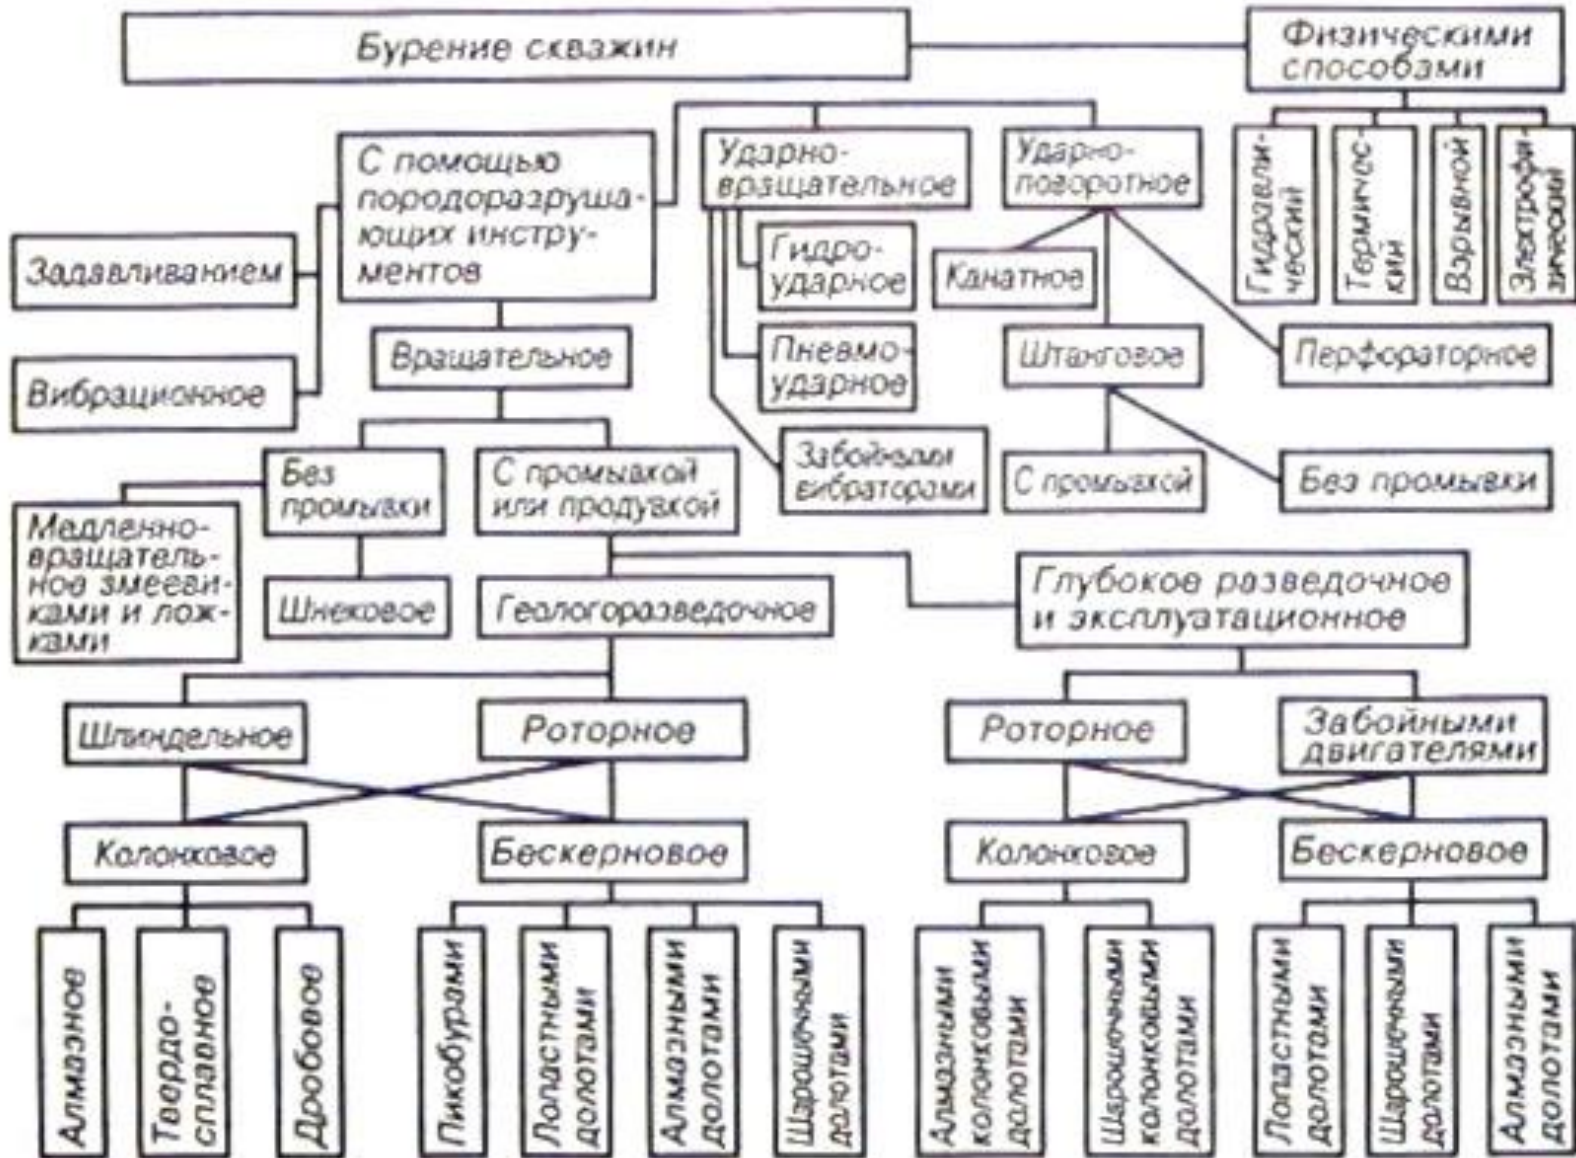 Бурение скважин
Физическими
способами
С помощью
породоразруша-
ющих инстру-
ментов
Ударно-
вращательное
Ударно-
поворотное
Гидравли-
ческий
Термичес-
кий
Взрывной
Электрофи-
зический
Задавливанием
Вибрационное
Гидро-
ударное
Канатное
Вращательное
Пневмо-
ударное
Штанговое
Перфораторное
Без
промывки
С промывкой
или продувкой
Забойными
вибраторами
С промывкой
Без промывки
Медленно-
вращатель-
ное змееви-
ками и лож-
ками
Шнековое
Геологоразведочное
Глубокое разведочное
и эксплуатационное
Шпиндельное
Роторное
Роторное
Забойными
двигателями
Колонковое
Бескерновое
Колонковое
Бескерновое
Алмазное
Твердо-
сплавное
Дробовое
Пикобурами
Лопастными
долотами
Алмазными
долотами
Шарошечными
долотами
Алмазными
колонковыми
долотами
Шарошечными
колонковыми
долотами
Лопастными
долотами
Шарошечными
долотами
Алмазными
долотами